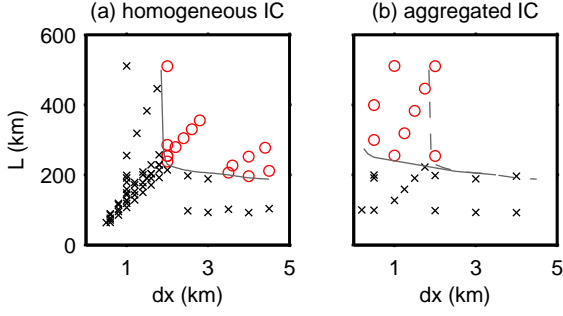 (a) homogeneous IC (b) aggregated IC
600
400
200
0
L (km)
1 3 5 1 3 5
dx (km) dx (km)